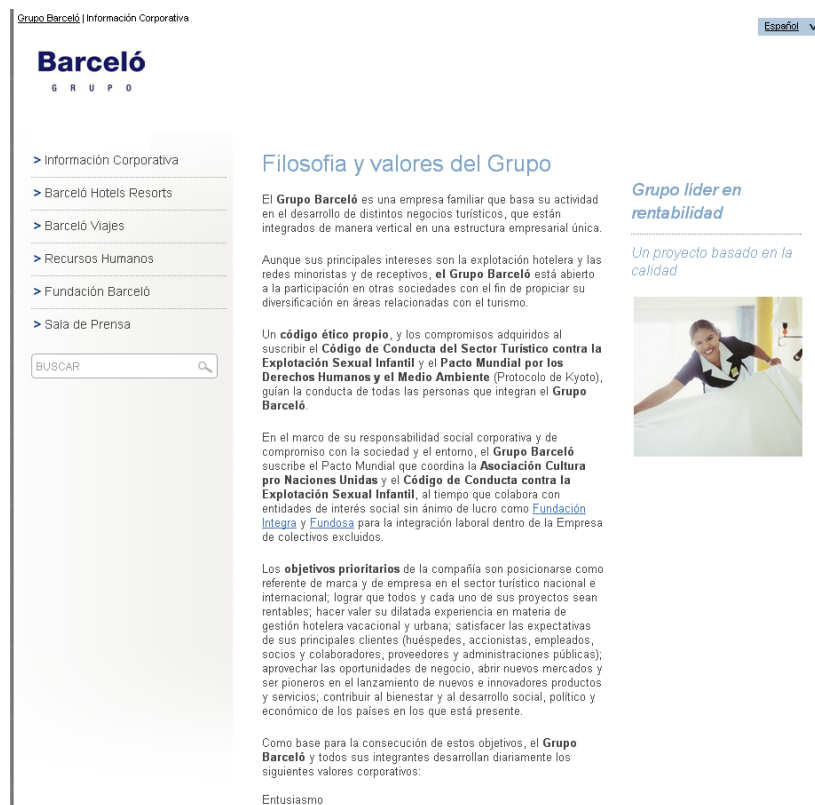 Grupo Barceló | Información Corporativa
Español
Barceló
GRUPO
> Información Corporativa
> Barceló Hotels Resorts
> Barceló Viajes
> Recursos Humanos
> Fundación Barceló
> Sala de Prensa
BUSCAR
Filosofia y valores del Grupo
El Grupo Barceló es una empresa familiar que basa su actividad
en el desarrollo de distintos negocios turísticos, que están
integrados de manera vertical en una estructura empresarial única.
Aunque sus principales intereses son la explotación hotelera y las
redes minoristas y de receptivos, el Grupo Barceló está abierto
a la participación en otras sociedades con el fin de propiciar su
diversificación en áreas relacionadas con el turismo.
Un código ético propio, y los compromisos adquiridos al
suscribir el Código de Conducta del Sector Turístico contra la
Explotación Sexual Infantil y el Pacto Mundial por los
Derechos Humanos y el Medio Ambiente (Protocolo de Kyoto),
guían la conducta de todas las personas que integran el Grupo
Barceló.
En el marco de su responsabilidad social corporativa y de
compromiso con la sociedad y el entorno, el Grupo Barceló
suscribe el Pacto Mundial que coordina la Asociación Cultura
pro Naciones Unidas y el Código de Conducta contra la
Explotación Sexual Infantil, al tiempo que colabora con
entidades de interés social sin ánimo de lucro como Fundación
Integra y Fundosa para la integración laboral dentro de la Empresa
de colectivos excluidos.
Los objetivos prioritarios de la compañía son posicionarse como
referente de marca y de empresa en el sector turístico nacional e
internacional; lograr que todos y cada uno de sus proyectos sean
rentables; hacer valer su dilatada experiencia en materia de
gestión hotelera vacacional y urbana; satisfacer las expectativas
de sus principales clientes (huéspedes, accionistas, empleados,
socios y colaboradores, proveedores y administraciones públicas);
aprovechar las oportunidades de negocio, abrir nuevos mercados y
ser pioneros en el lanzamiento de nuevos e innovadores productos
y servicios; contribuir al bienestar y al desarrollo social, político y
económico de los países en los que está presente.
Como base para la consecución de estos objetivos, el Grupo
Barceló y todos sus integrantes desarrollan diariamente los
siguientes valores corporativos:
Entusiasmo
Grupo lider en
rentabilidad
Un proyecto basado en la
calidad